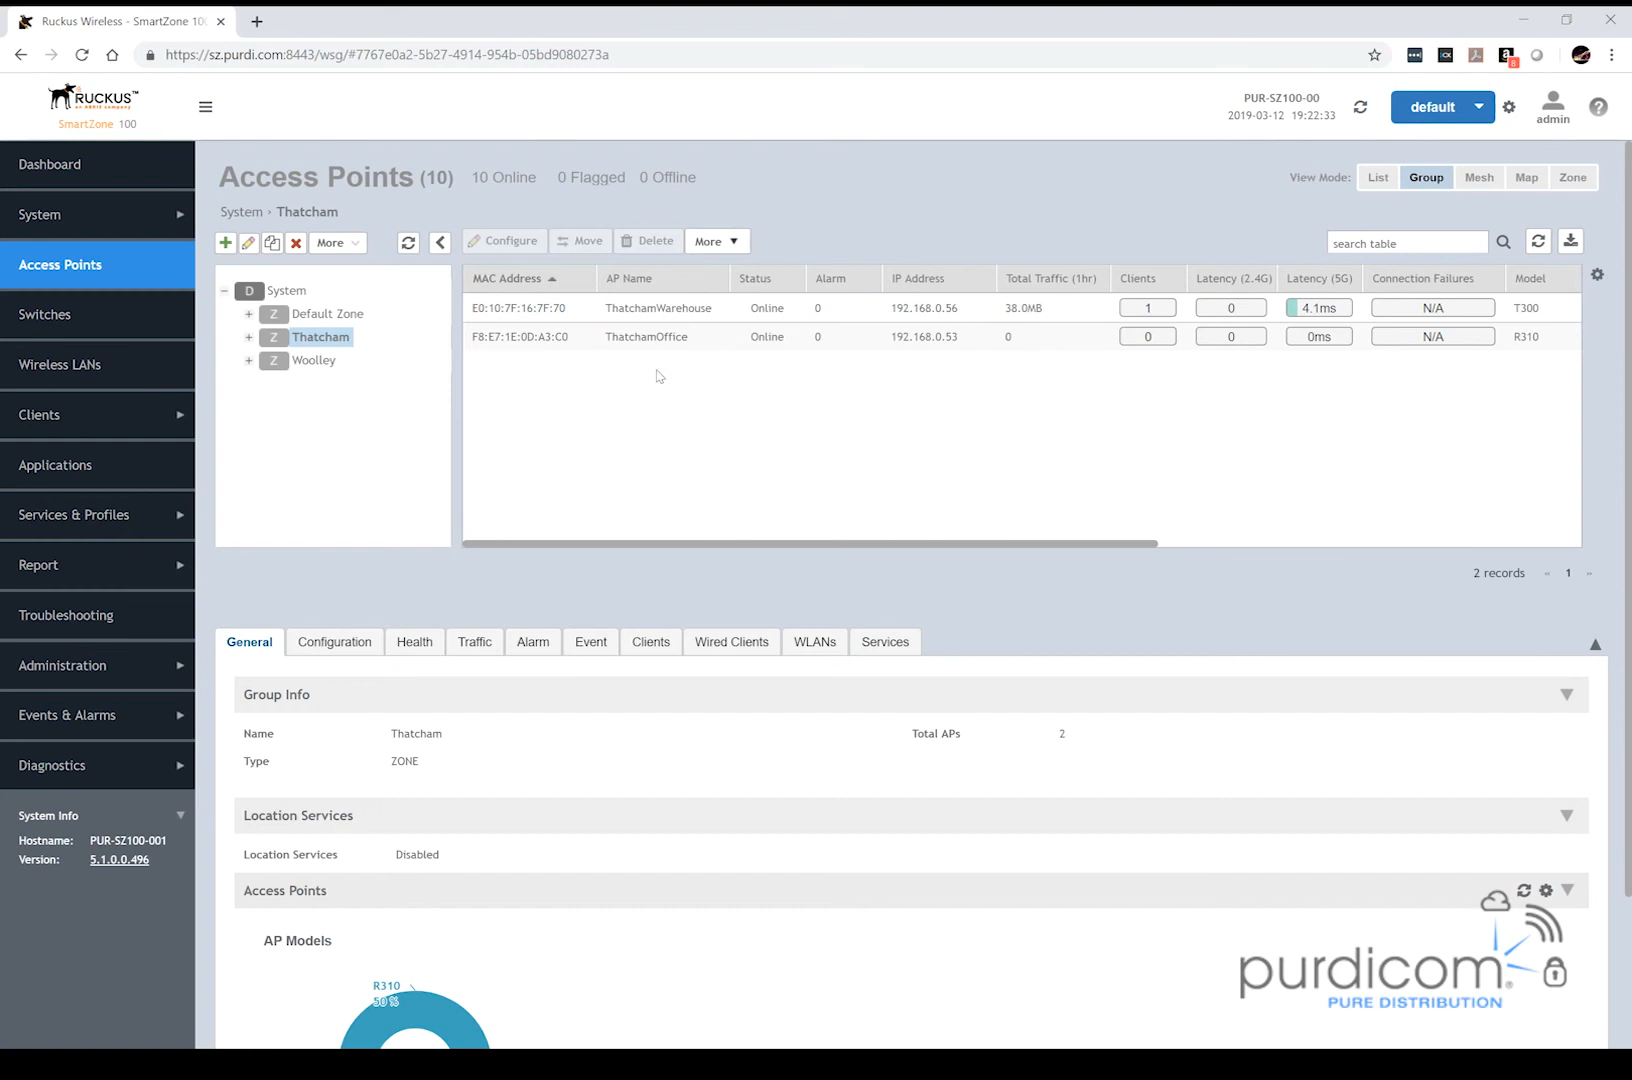 Ruckus Wireless - SmartZone 100
https://sz.purdi.com:8443/wsg/#7767e0a2-5b27-4914-954b-05bd9080273a
8
RUCKUS
an ARRIS company
SmartZone 100
PUR-SZ100-00
2019-03-12 19:22:33
default
admin
Dashboard
System
Access Points
Switches
Wireless LANs
Clients
Applications
Services & Profiles
Report
Troubleshooting
Administration
Events & Alarms
Diagnostics
System Info
Hostname: PUR-SZ100-001
Version: 5.1.0.0.496
Access Points (10) 10 Online 0 Flagged 0 Offline
View Mode: List Group Mesh Map Zone
System › Thatcham
More
Configure Move Delete More
search table
D System
Z Default Zone
Z Thatcham
Z Woolley
MAC Address AP Name Status Alarm IP Address Total Traffic (1hr) Clients Latency (2.4G) Latency (5G) Connection Failures Model
E0:10:7F:16:7F:70 ThatchamWarehouse Online 0 192.168.0.56 38.0MB 1 0 4.1ms N/A T300
F8:E7:1E:0D:A3:C0 ThatchamOffice Online 0 192.168.0.53 0 0 0 0ms N/A R310
2 records « 1 »
General Configuration Health Traffic Alarm Event Clients Wired Clients WLANs Services
Group Info
Name Thatcham Total APs 2
Type ZONE
Location Services
Location Services Disabled
Access Points
AP Models
R310
50 %
purdicom®
PURE DISTRIBUTION